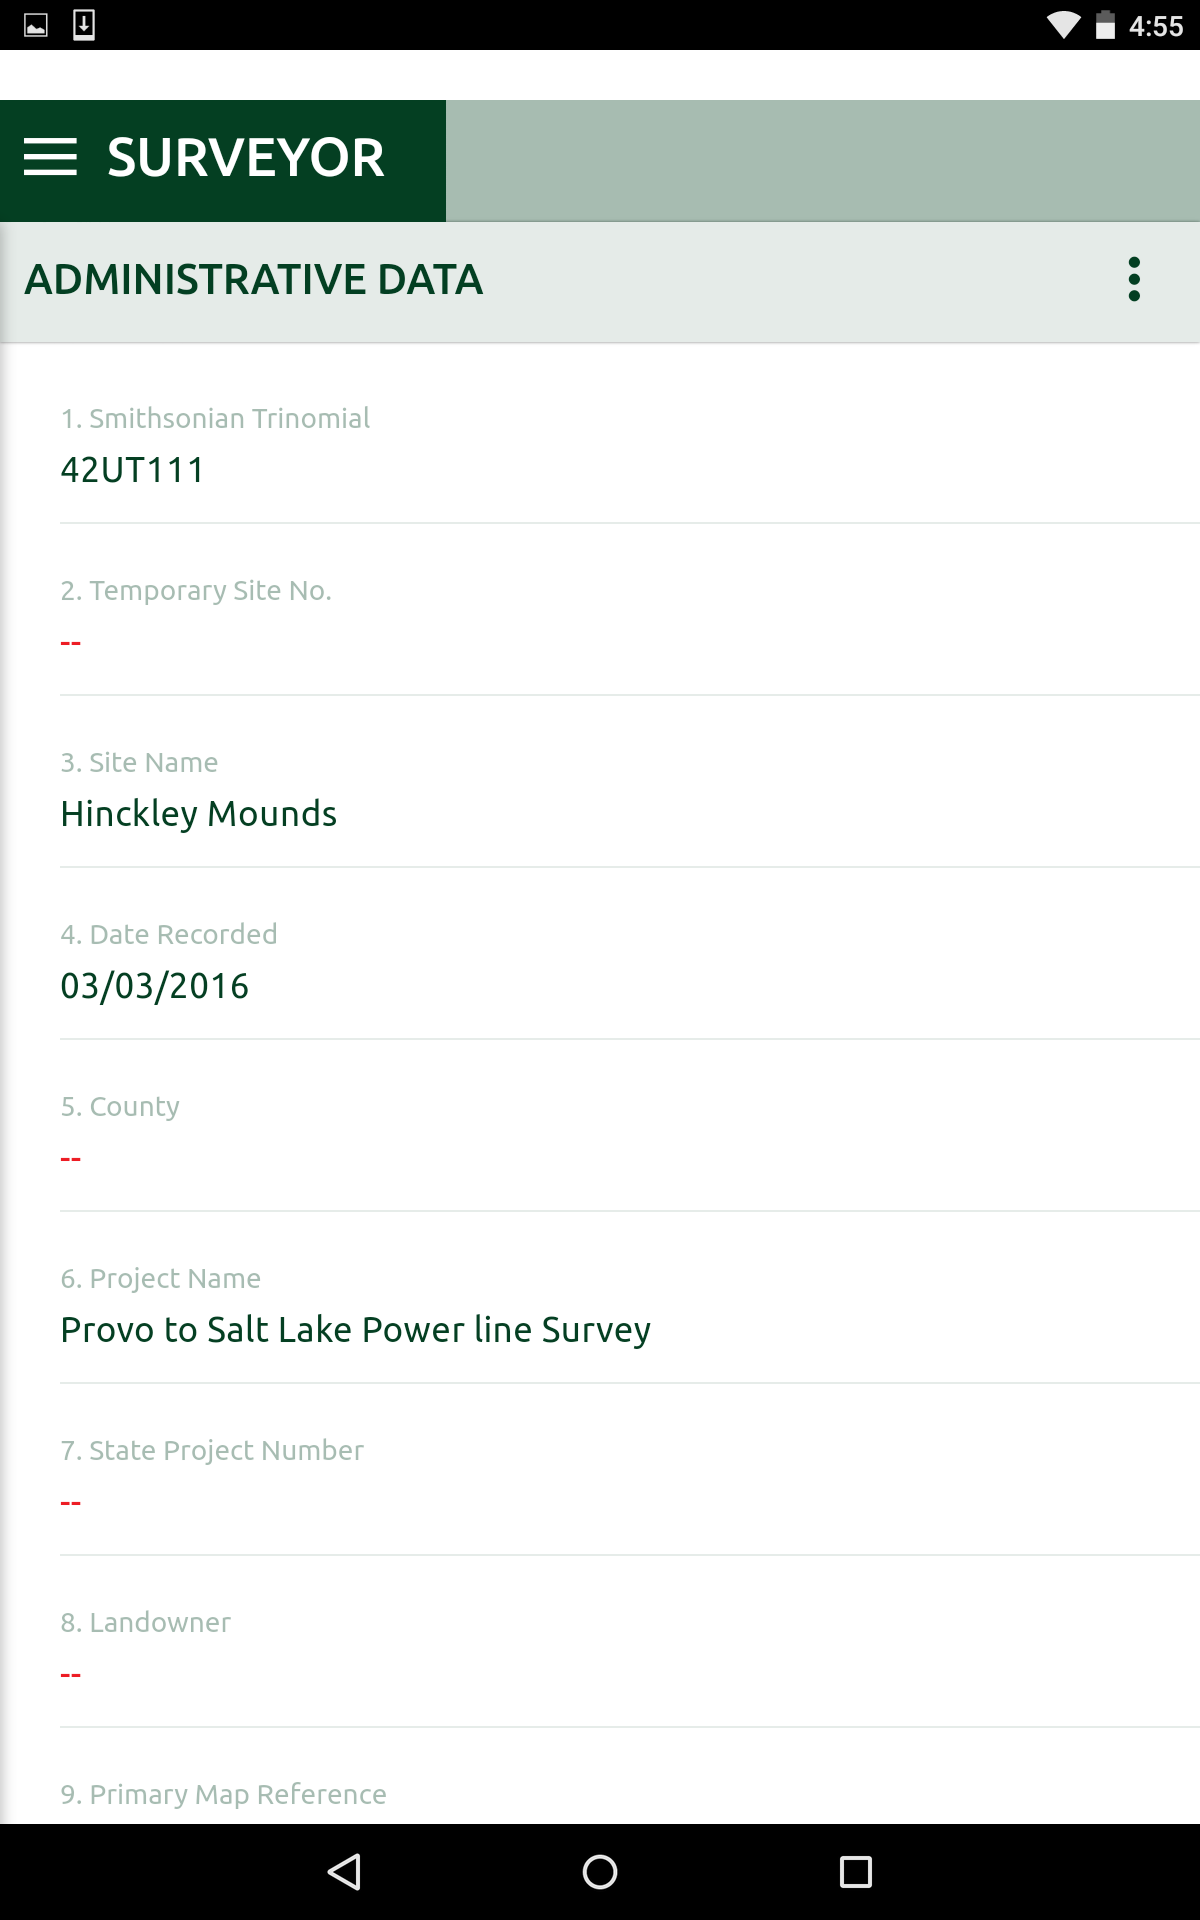 4:55
SURVEYOR
ADMINISTRATIVE DATA
1. Smithsonian Trinomial
42UT111
2. Temporary Site No.
--
3. Site Name
Hinckley Mounds
4. Date Recorded
03/03/2016
5. County
--
6. Project Name
Provo to Salt Lake Power line Survey
7. State Project Number
--
8. Landowner
--
9. Primary Map Reference